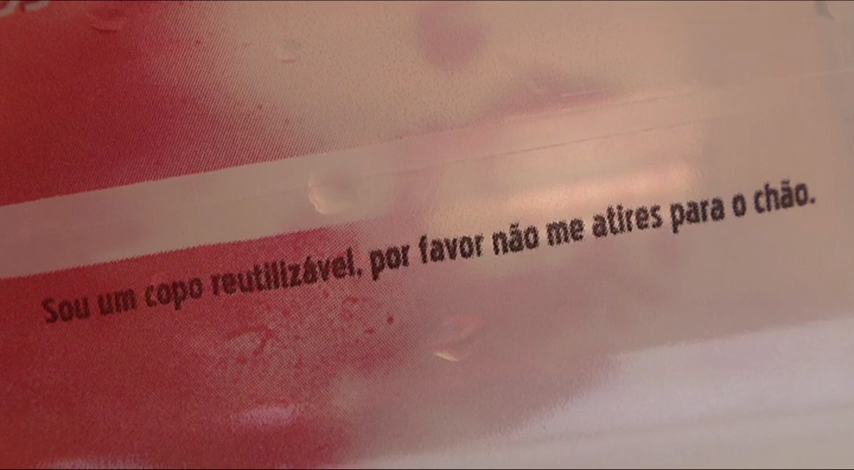 Sou um copo reutilizável, por favor não me atires para o chão.